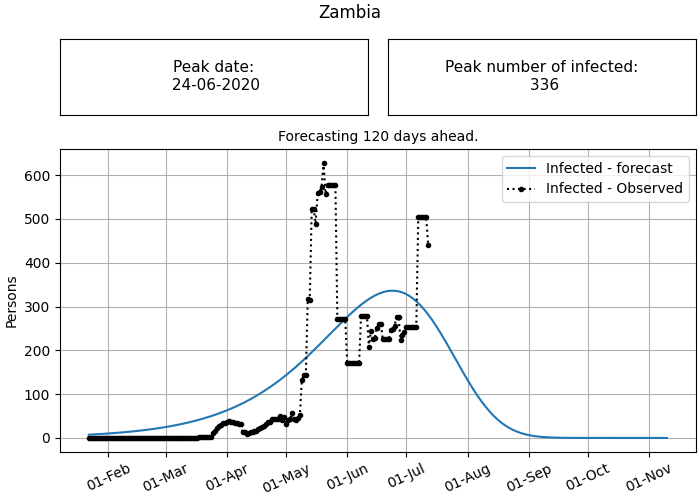 Zambia
Peak date:
24-06-2020
Peak number of infected:
336
Forecasting 120 days ahead.
Infected - forecast
Infected - Observed
Persons
600
500
400
300
200
100
0
01-Feb
01-Mar
01-Apr
01-May
01-Jun
01-Jul
01-Aug
01-Sep
01-Oct
01-Nov